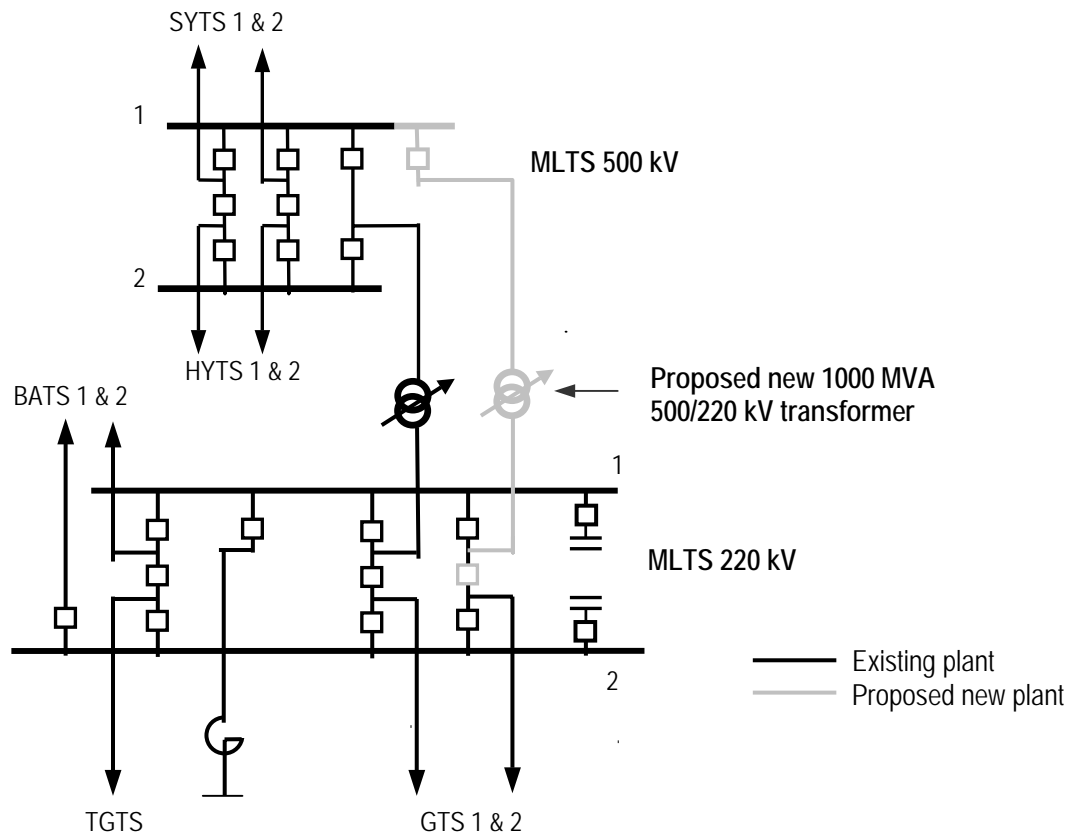 SYTS 1 & 2
1
MLTS 500 kV
2
HYTS 1 & 2
BATS 1 & 2
Proposed new 1000 MVA
500/220 kV transformer
1
MLTS 220 kV
2
Existing plant
Proposed new plant
TGTS
GTS 1 & 2